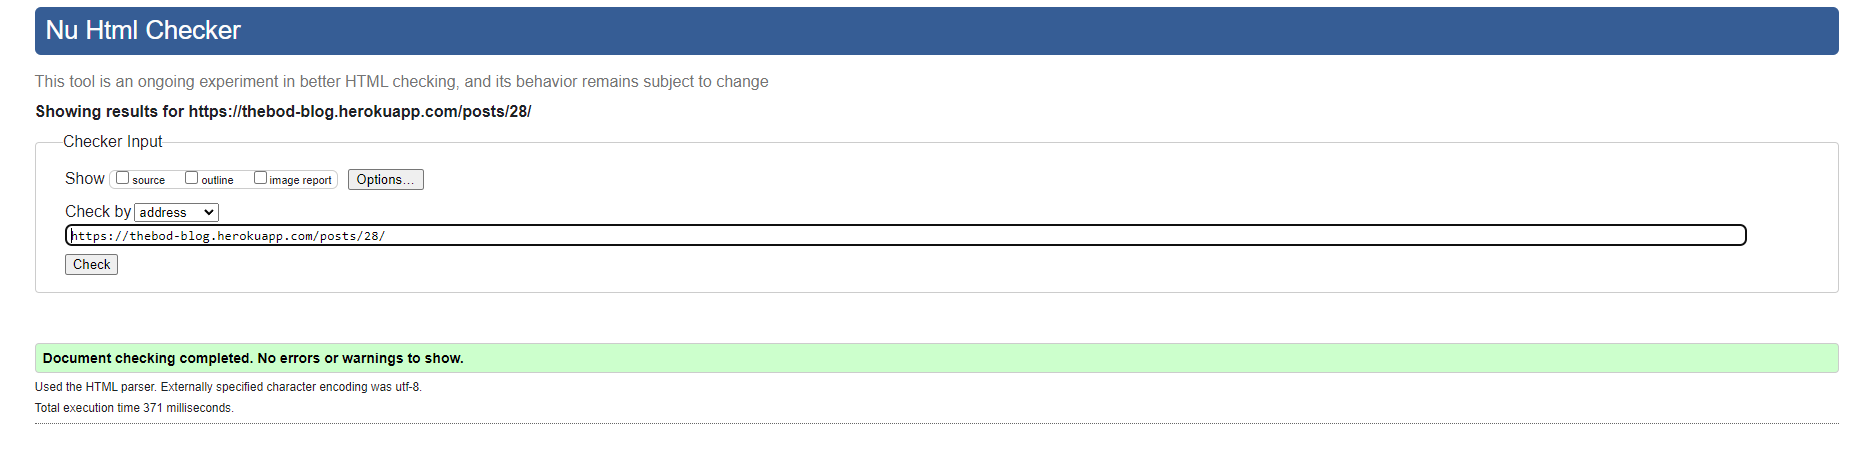 Nu Html Checker
This tool is an ongoing experiment in better HTML checking, and its behavior remains subject to change
Showing results for https://thebod-blog.herokuapp.com/posts/28/
Checker Input
Show source outline image report Options...
Check by address
https://thebod-blog.herokuapp.com/posts/28/
Check
Document checking completed. No errors or warnings to show.
Used the HTML parser. Externally specified character encoding was utf-8.
Total execution time 371 milliseconds.